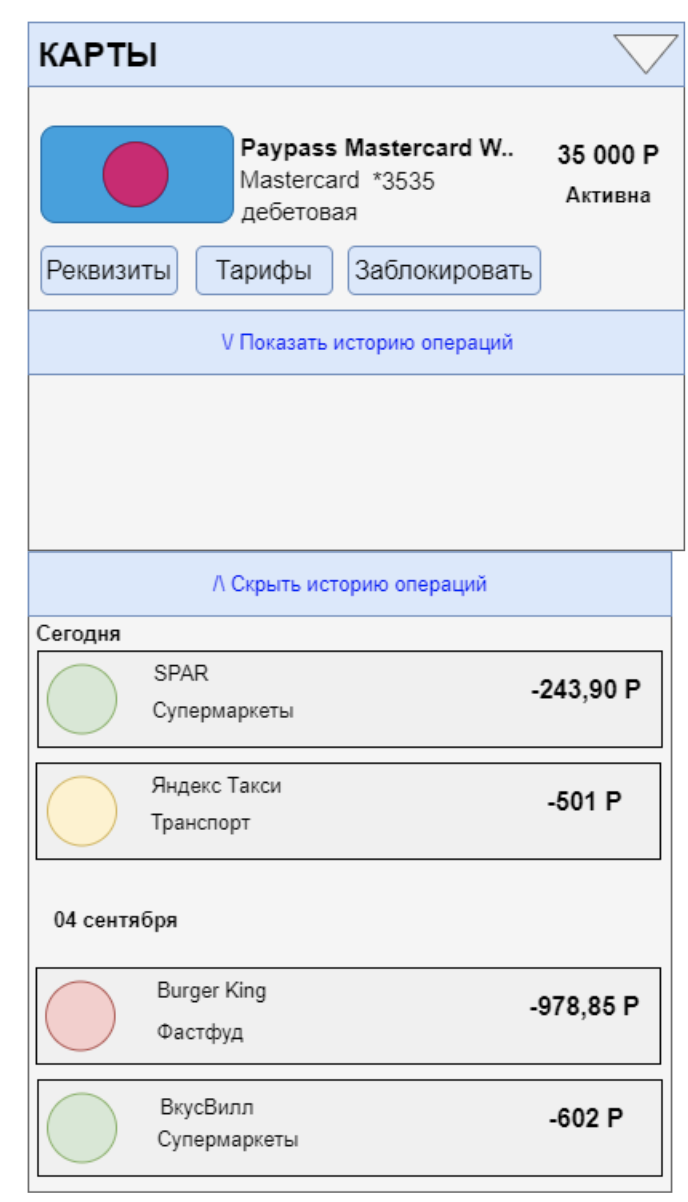 КАРТЫ
Paypass Mastercard W..
35 000 Р
Mastercard *3535
Активна
дебетовая
Реквизиты Тарифы Заблокировать
\/ Показать историю операций
/\ Скрыть историю операций
Сегодня
SPAR
-243,90 Р
Супермаркеты
Яндекс Такси
-501 Р
Транспорт
04 сентября
Burger King
-978,85 Р
Фастфуд
ВкусВилл
-602 Р
Супермаркеты